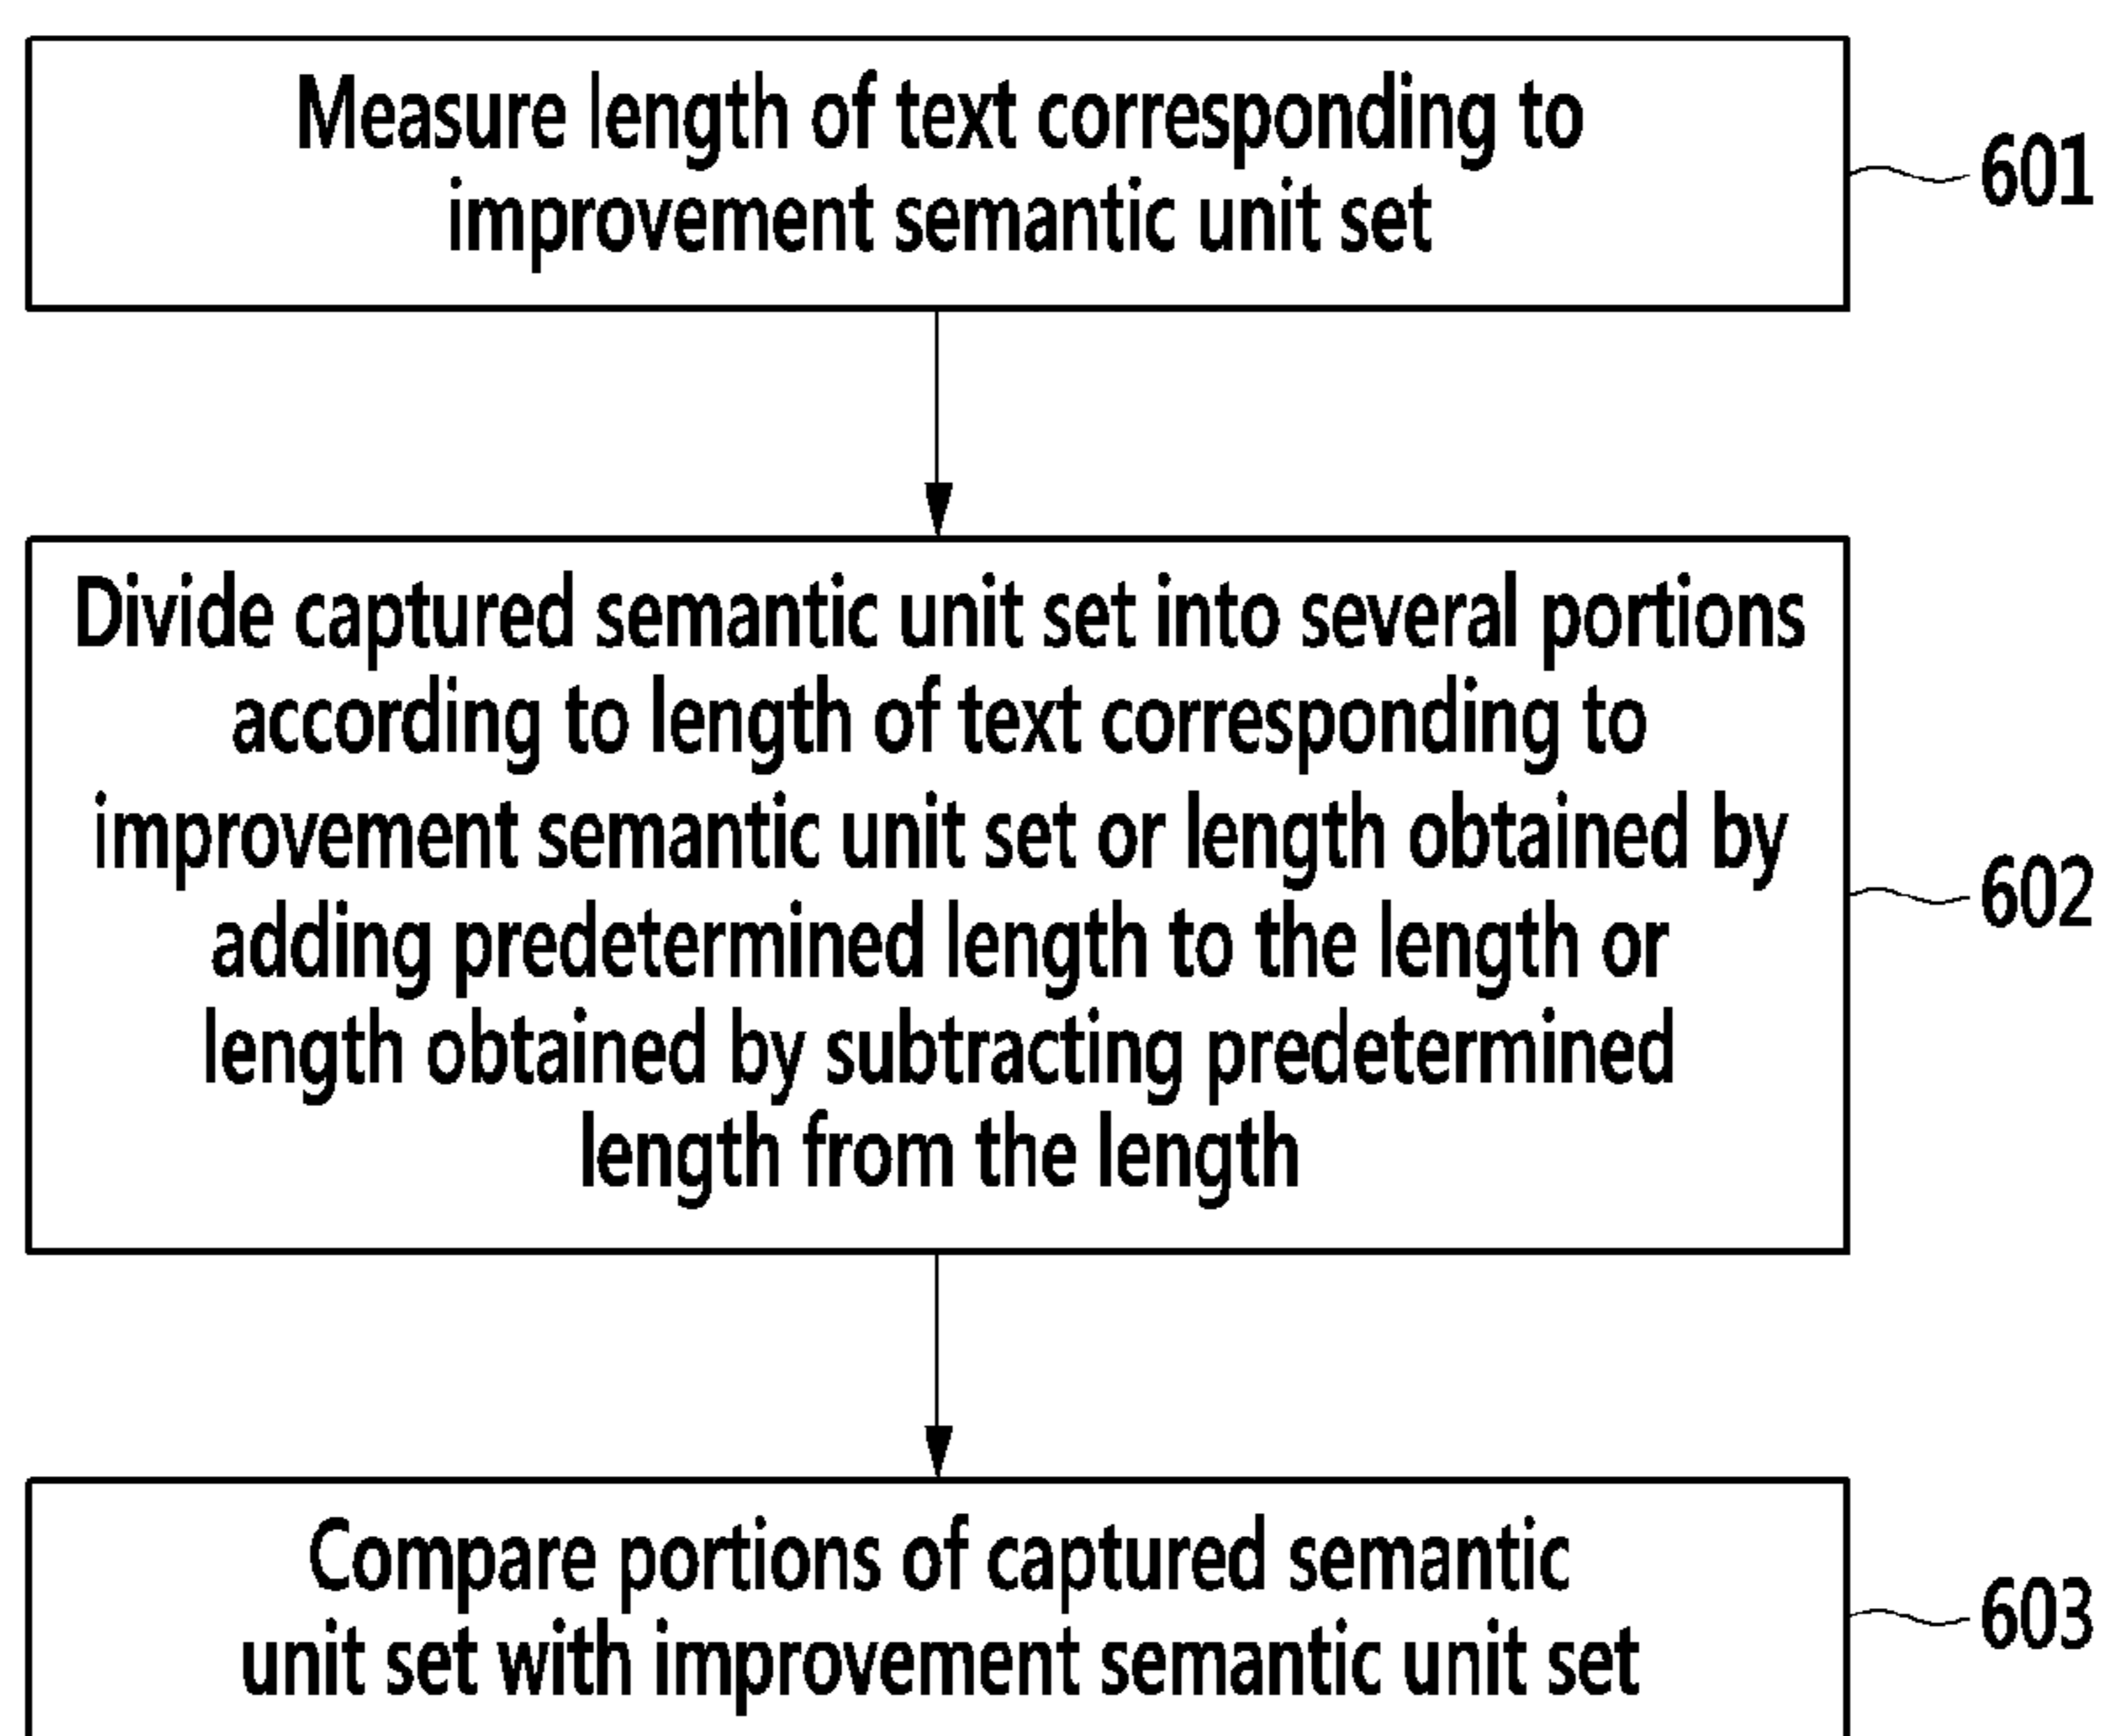 Measure length of text corresponding to
improvement semantic unit set
601
Divide captured semantic unit set into several portions
according to length of text corresponding to
improvement semantic unit set or length obtained by
adding predetermined length to the length or
length obtained by subtracting predetermined
length from the length
602
Compare portions of captured semantic
unit set with improvement semantic unit set
603